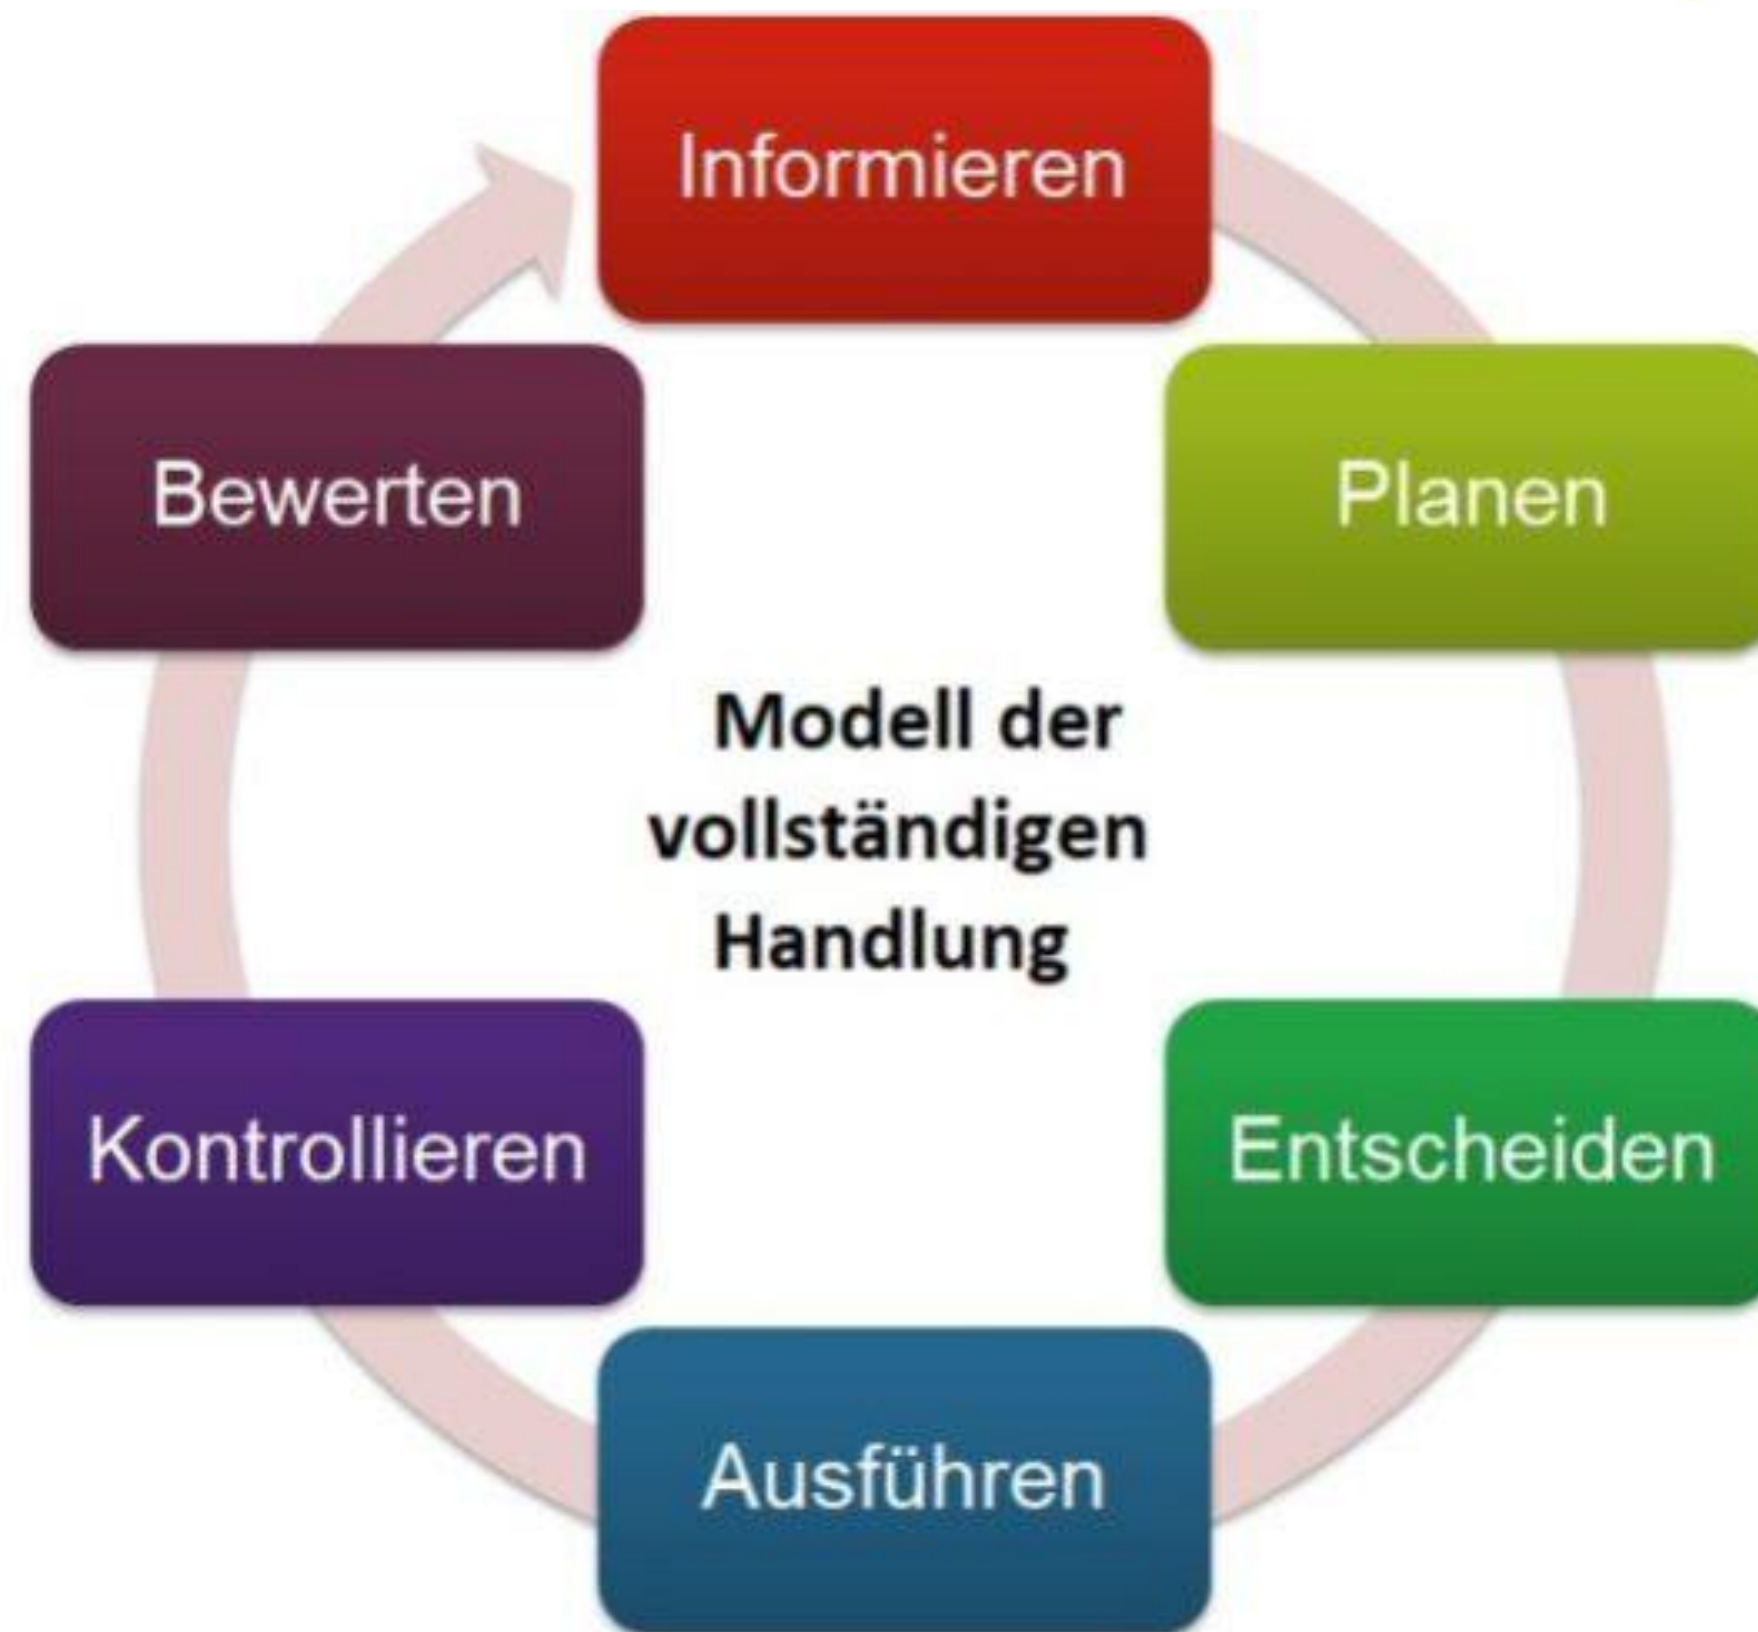 Informieren
Planen
Entscheiden
Ausführen
Kontrollieren
Bewerten
Modell der
vollständigen
Handlung